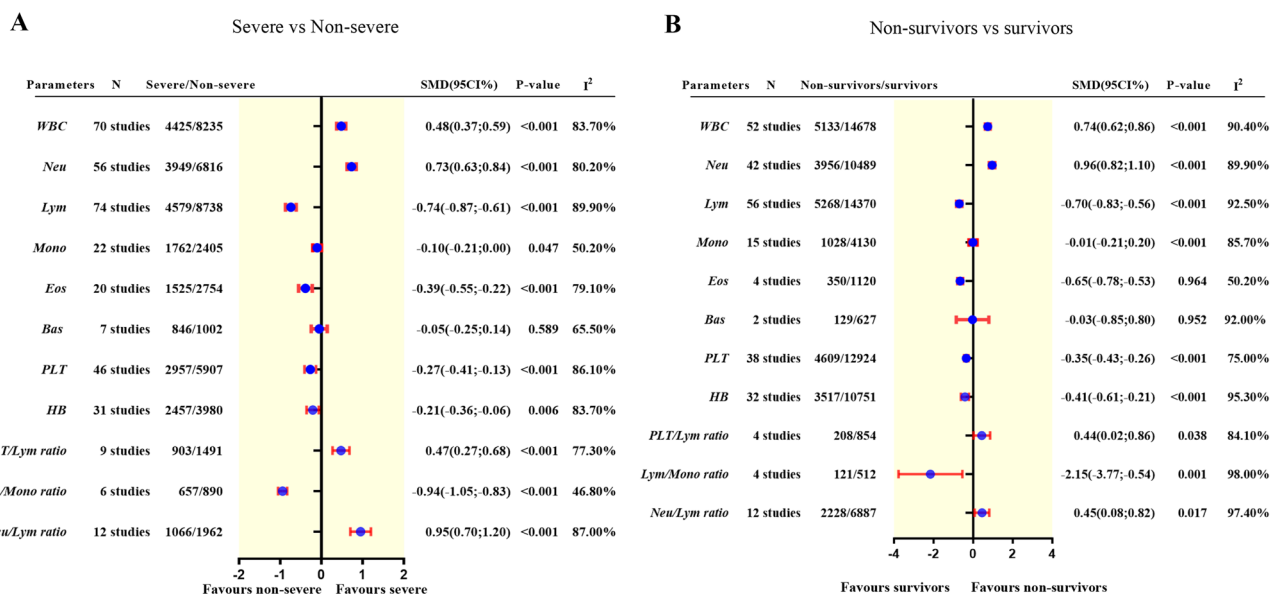 A
Severe vs Non-severe
Parameters N Severe/Non-severe SMD(95CI%) P-value I2
WBC 70 studies 4425/8235 0.48(0.37;0.59) <0.001 83.70%
Neu 56 studies 3949/6816 0.73(0.63;0.84) <0.001 80.20%
Lym 74 studies 4579/8738 -0.74(-0.87;-0.61) <0.001 89.90%
Mono 22 studies 1762/2405 -0.10(-0.21;0.00) 0.047 50.20%
Eos 20 studies 1525/2754 -0.39(-0.55;-0.22) <0.001 79.10%
Bas 7 studies 846/1002 -0.05(-0.25;0.14) 0.589 65.50%
PLT 46 studies 2957/5907 -0.27(-0.41;-0.13) <0.001 86.10%
HB 31 studies 2457/3980 -0.21(-0.36;-0.06) 0.006 83.70%
T/Lym ratio 9 studies 903/1491 0.47(0.27;0.68) <0.001 77.30%
/Mono ratio 6 studies 657/890 -0.94(-1.05;-0.83) <0.001 46.80%
u/Lym ratio 12 studies 1066/1962 0.95(0.70;1.20) <0.001 87.00%
-2 -1 0 1 2
Favours non-severe Favours severe
B
Non-survivors vs survivors
Parameters N Non-survivors/survivors SMD(95CI%) P-value I2
WBC 52 studies 5133/14678 0.74(0.62;0.86) <0.001 90.40%
Neu 42 studies 3956/10489 0.96(0.82;1.10) <0.001 89.90%
Lym 56 studies 5268/14370 -0.70(-0.83;-0.56) <0.001 92.50%
Mono 15 studies 1028/4130 -0.01(-0.21;0.20) <0.001 85.70%
Eos 4 studies 350/1120 -0.65(-0.78;-0.53) 0.964 50.20%
Bas 2 studies 129/627 -0.03(-0.85;0.80) 0.952 92.00%
PLT 38 studies 4609/12924 -0.35(-0.43;-0.26) <0.001 75.00%
HB 32 studies 3517/10751 -0.41(-0.61;-0.21) <0.001 95.30%
PLT/Lym ratio 4 studies 208/854 0.44(0.02;0.86) 0.038 84.10%
Lym/Mono ratio 4 studies 121/512 -2.15(-3.77;-0.54) 0.001 98.00%
Neu/Lym ratio 12 studies 2228/6887 0.45(0.08;0.82) 0.017 97.40%
-4 -2 0 2 4
Favours survivors Favours non-survivors